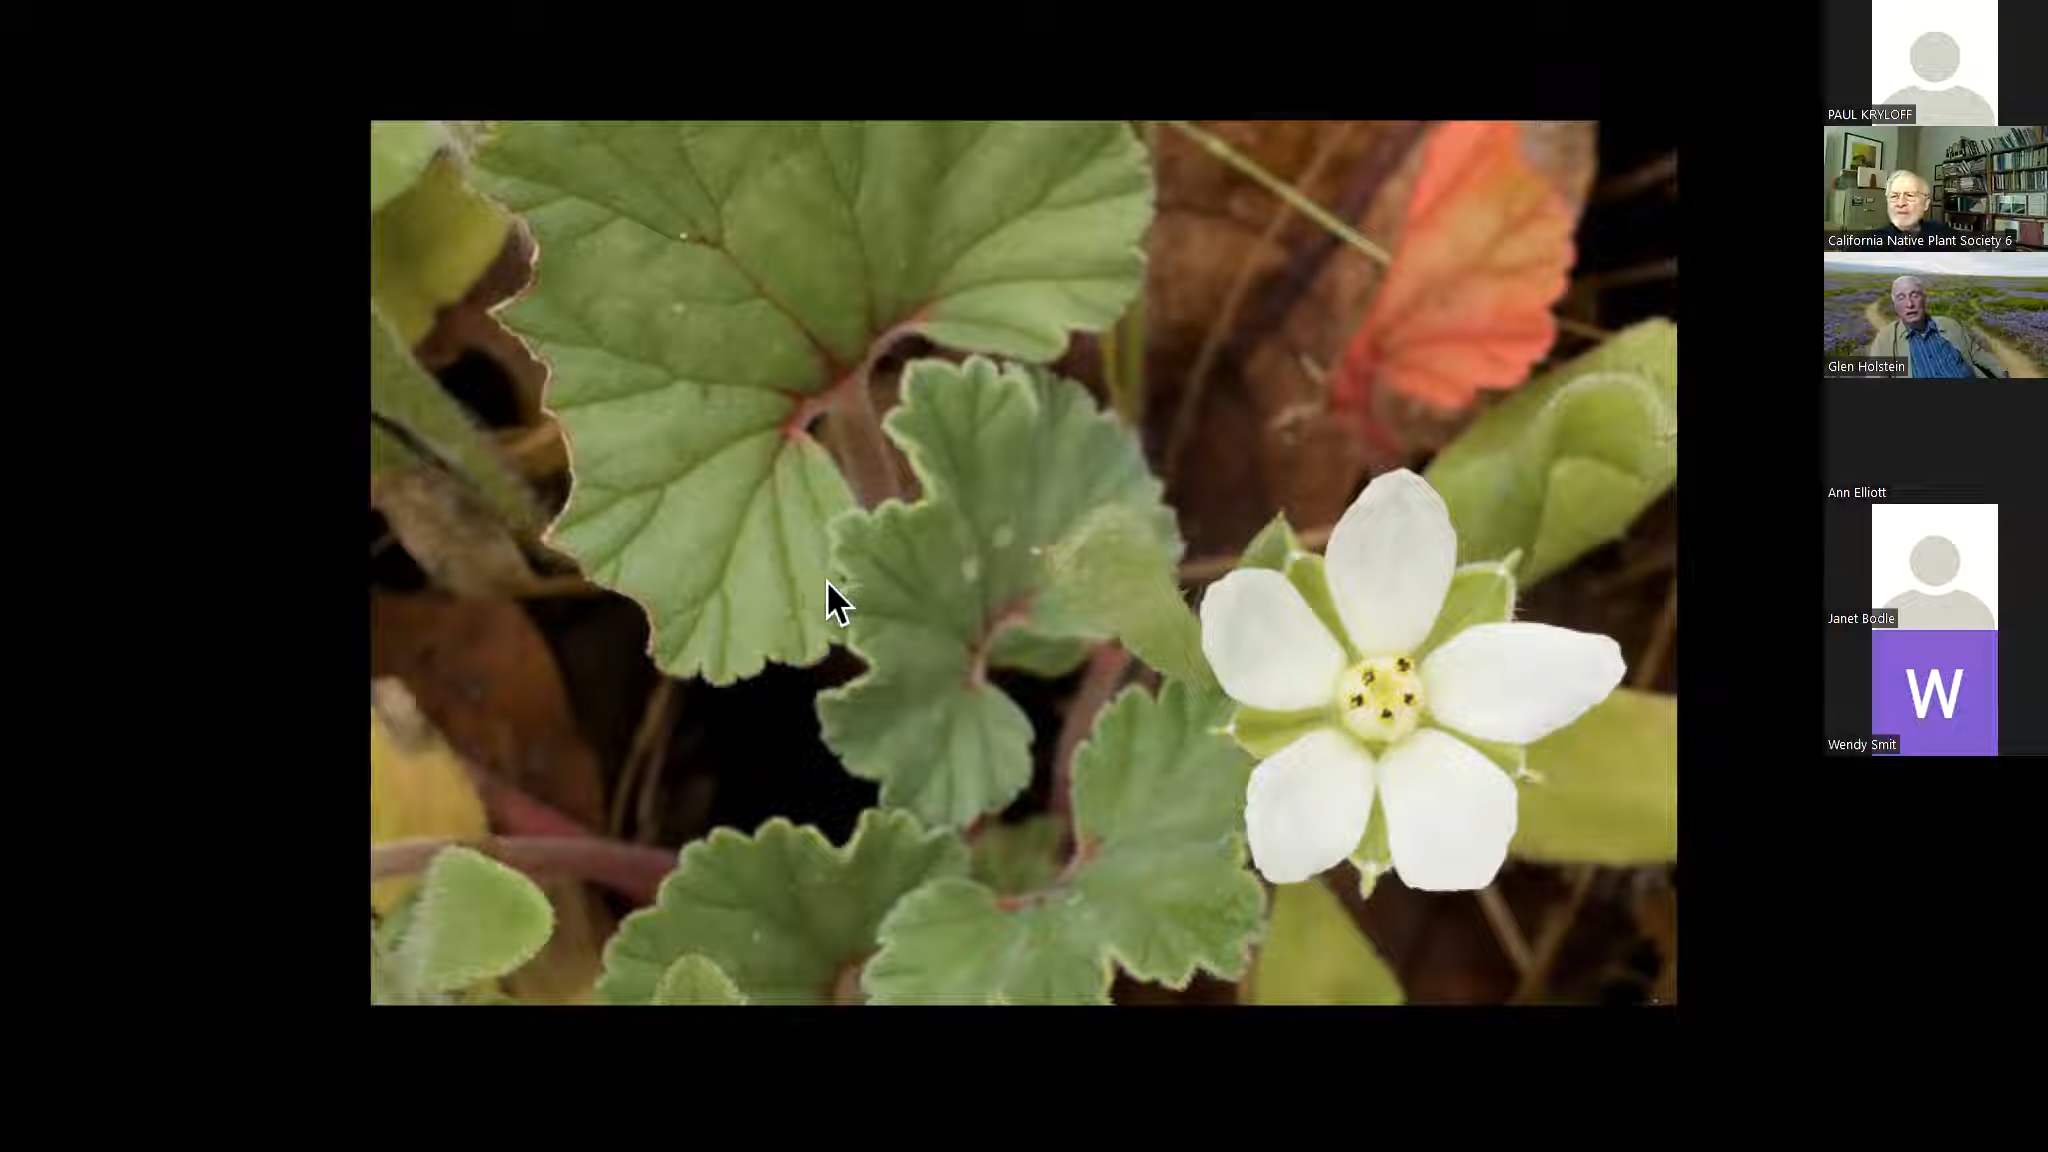 PAUL KRYLOFF
California Native Plant Society 6
Glen Holstein
Ann Elliott
Janet Bodle
W
Wendy Smit